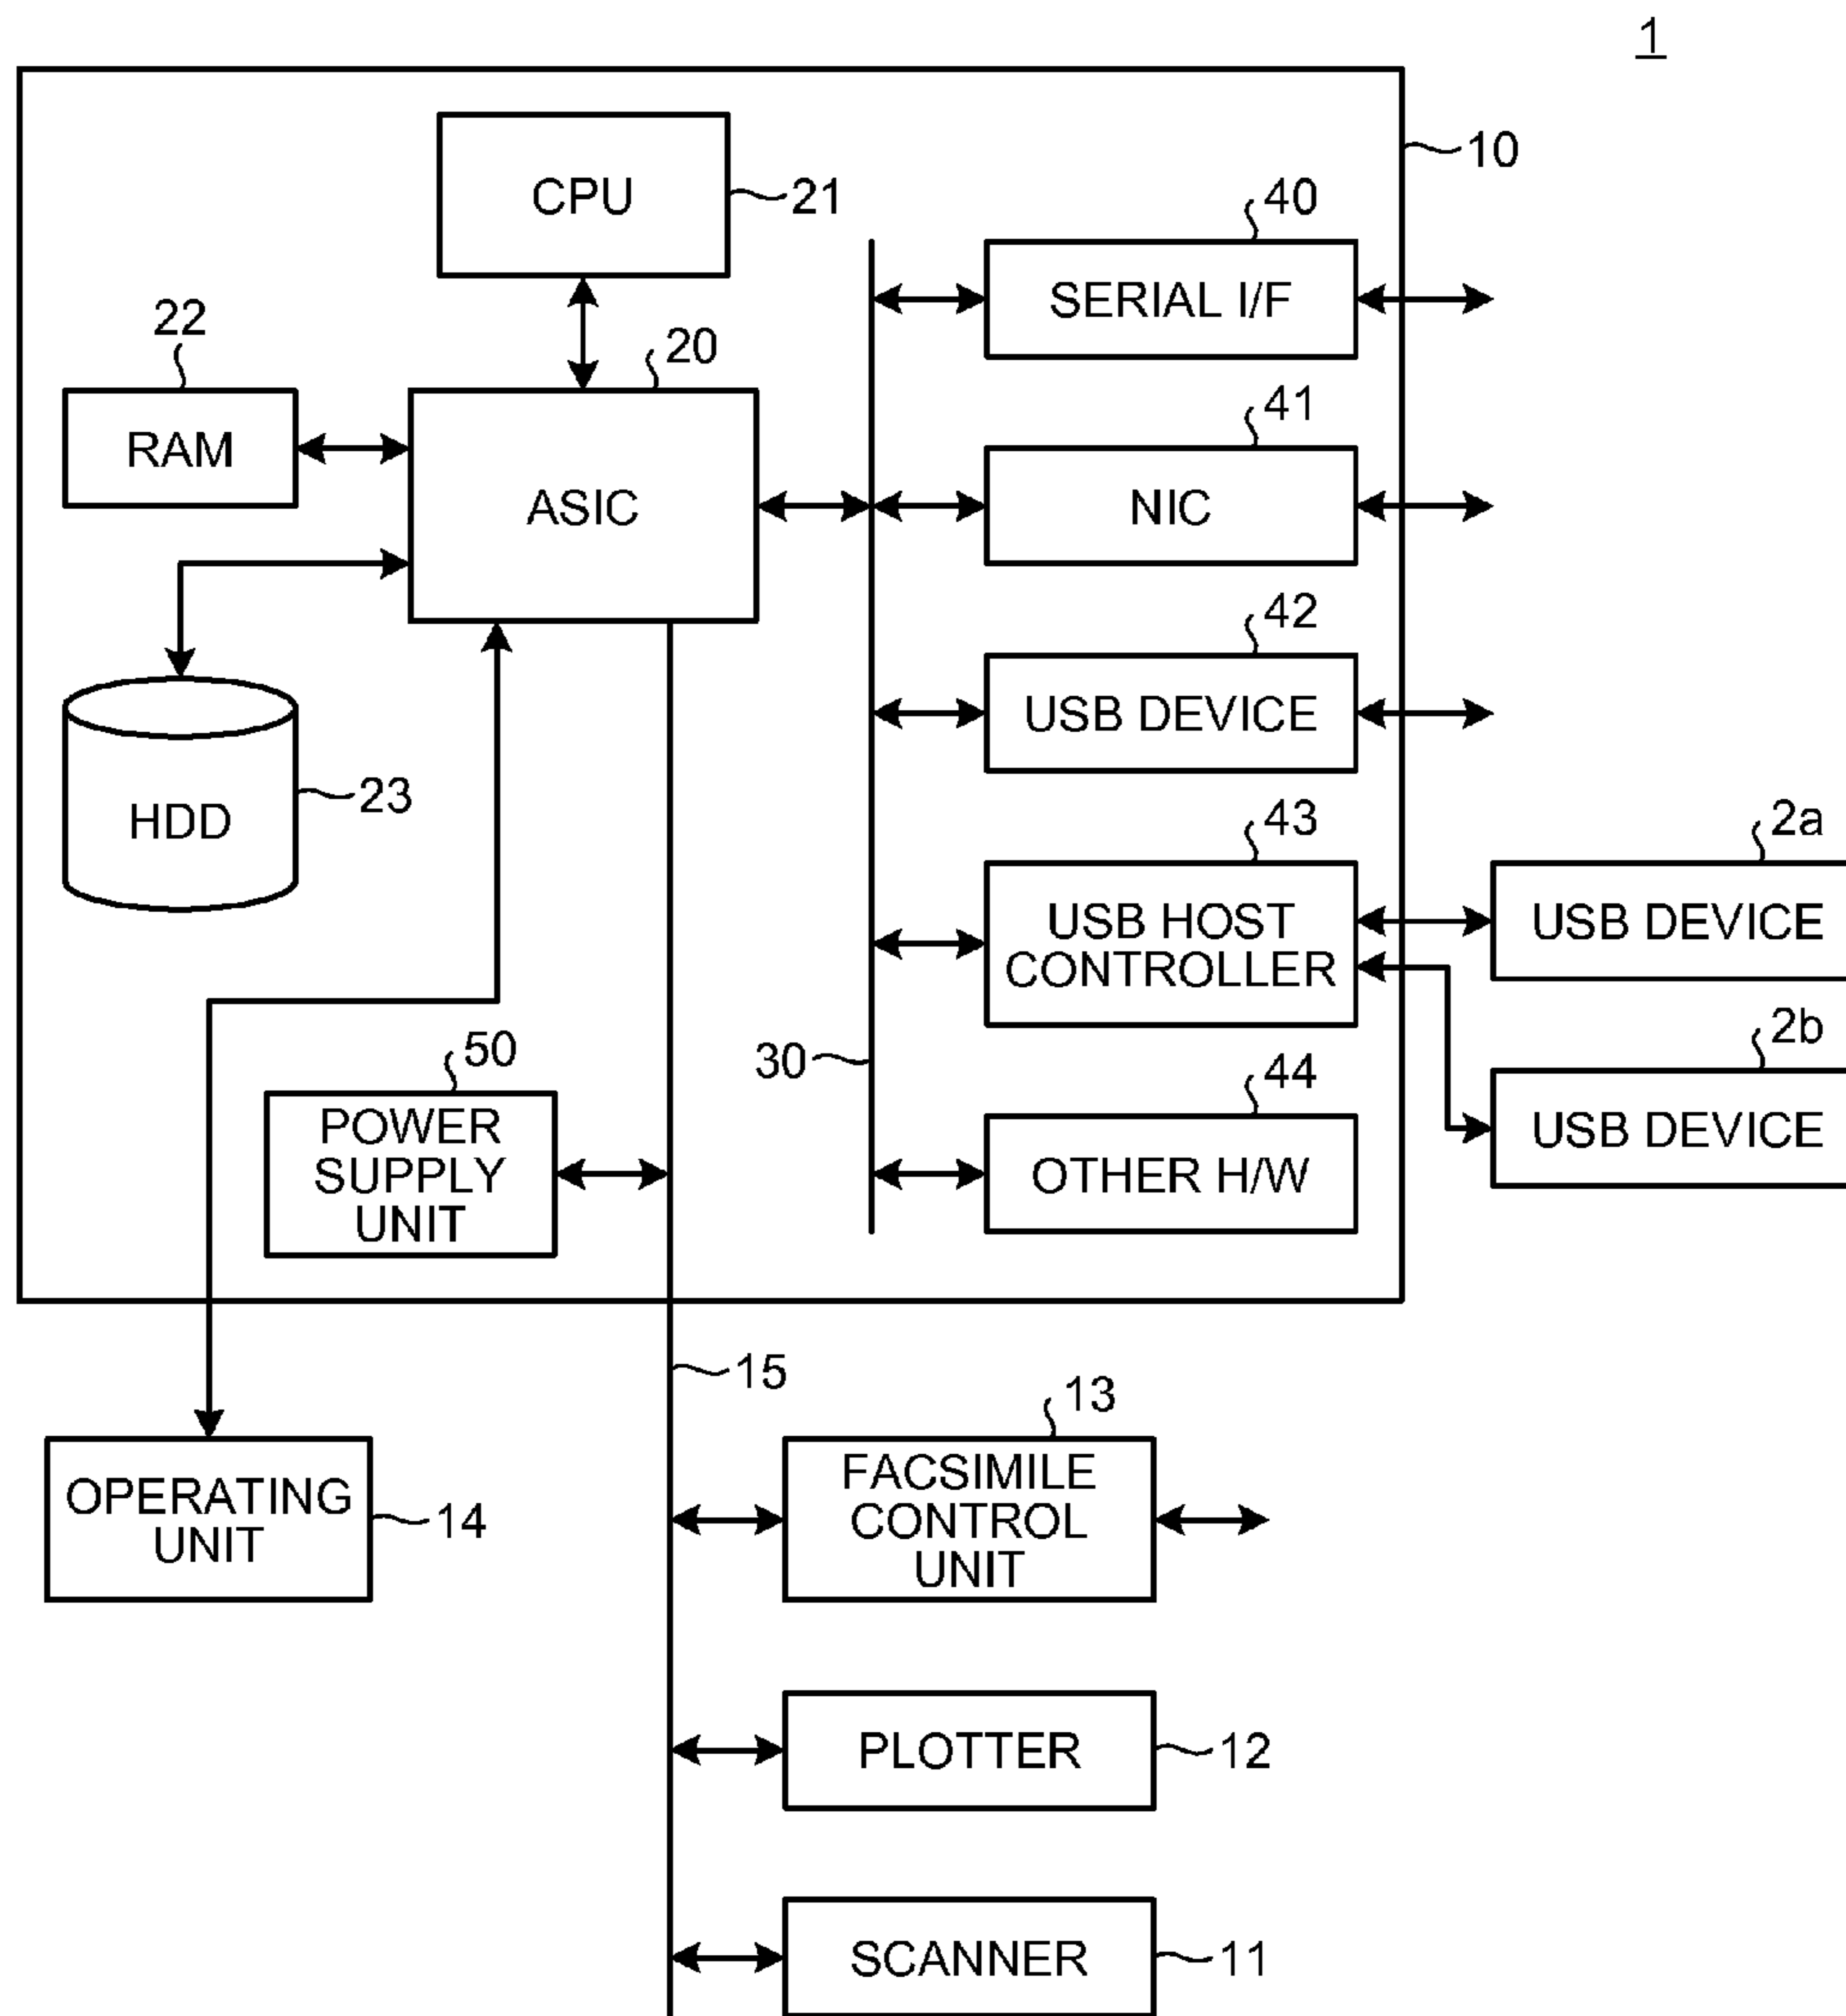 1
10
CPU
21
40
SERIAL I/F
22
20
RAM
ASIC
41
NIC
42
USB DEVICE
23
HDD
43
USB HOST
CONTROLLER
2a
USB DEVICE
2b
USB DEVICE
50
POWER
SUPPLY
UNIT
30
44
OTHER H/W
15
13
FACSIMILE
CONTROL
UNIT
OPERATING
UNIT
14
PLOTTER
12
SCANNER
11